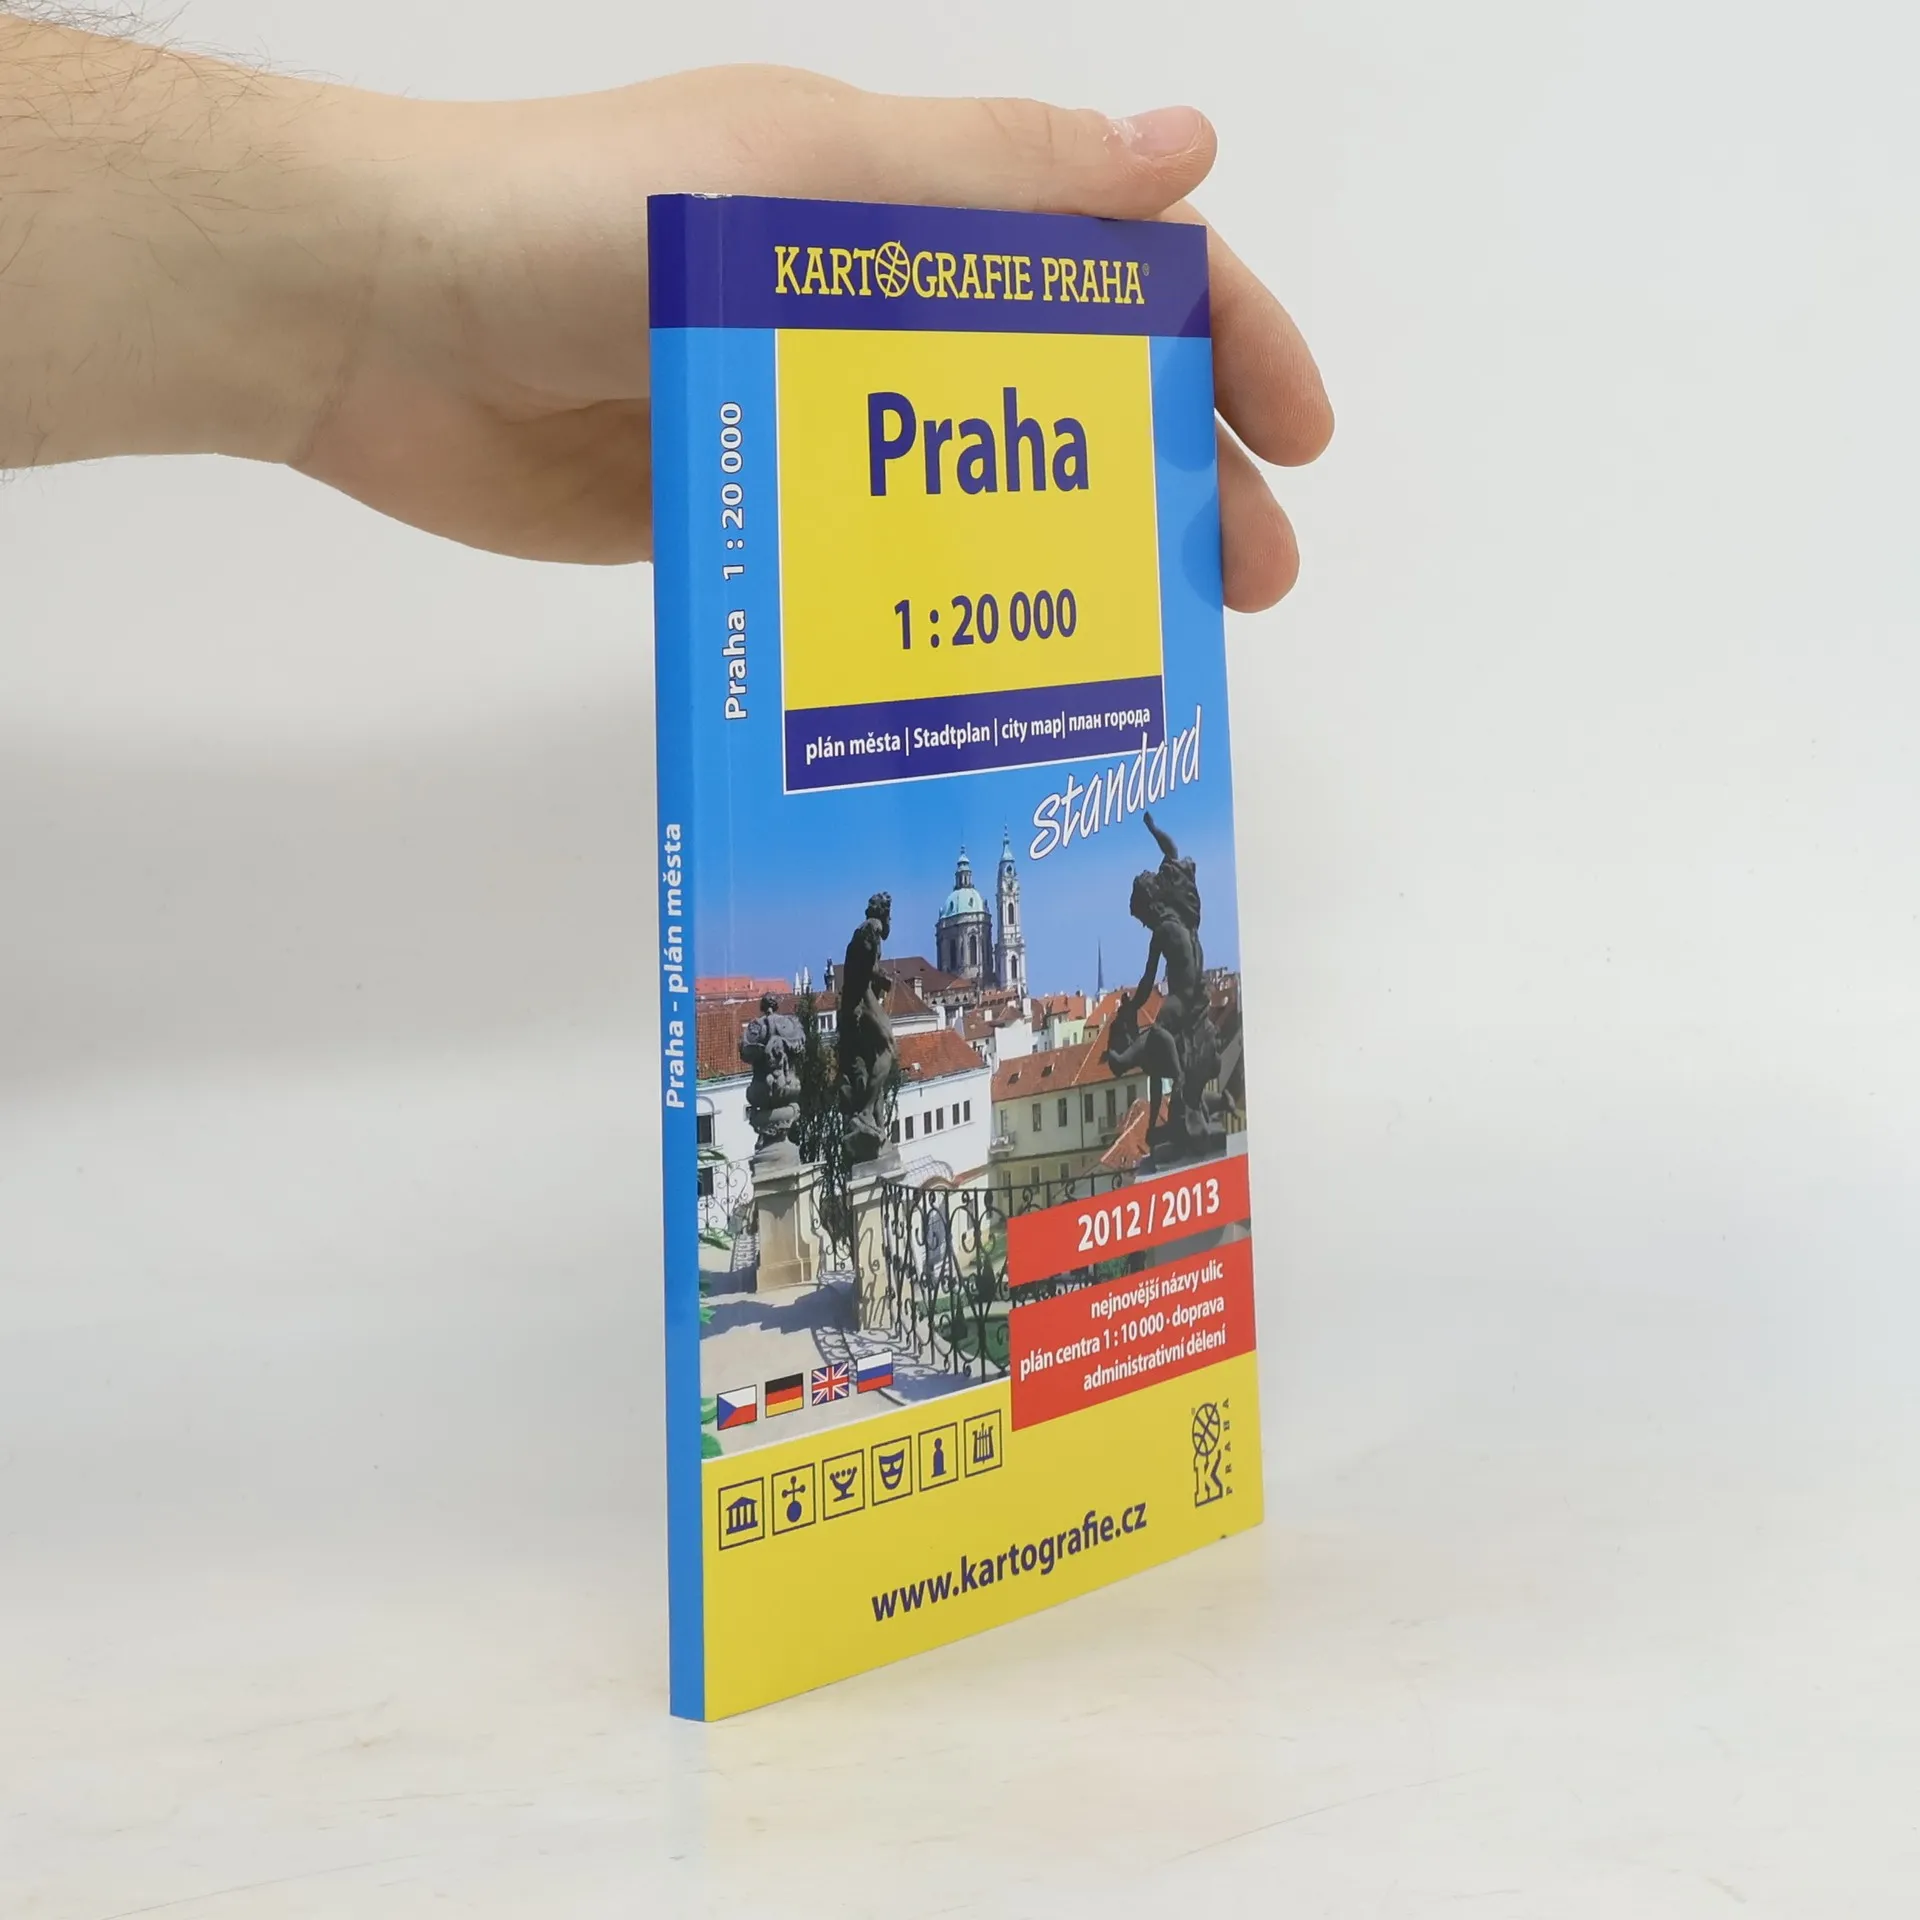 KARTOGRAFIE PRAHA®
Praha
1 : 20 000
plán města | Stadtplan | city map| план города
standard
Praha 1 : 20 000
Praha - plán města
2012 / 2013
nejnovější názvy ulic
plán centra 1 : 10 000 · doprava
administrativní dělení
K PRAHA
www.kartografie.cz